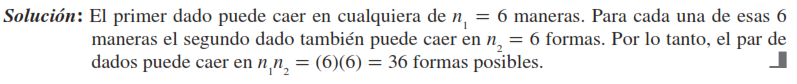 Solución: El primer dado puede caer en cualquiera de n₁ = 6 maneras. Para cada una de esas 6
maneras el segundo dado también puede caer en n₂ = 6 formas. Por lo tanto, el par de
dados puede caer en n₁n₂ = (6)(6) = 36 formas posibles.